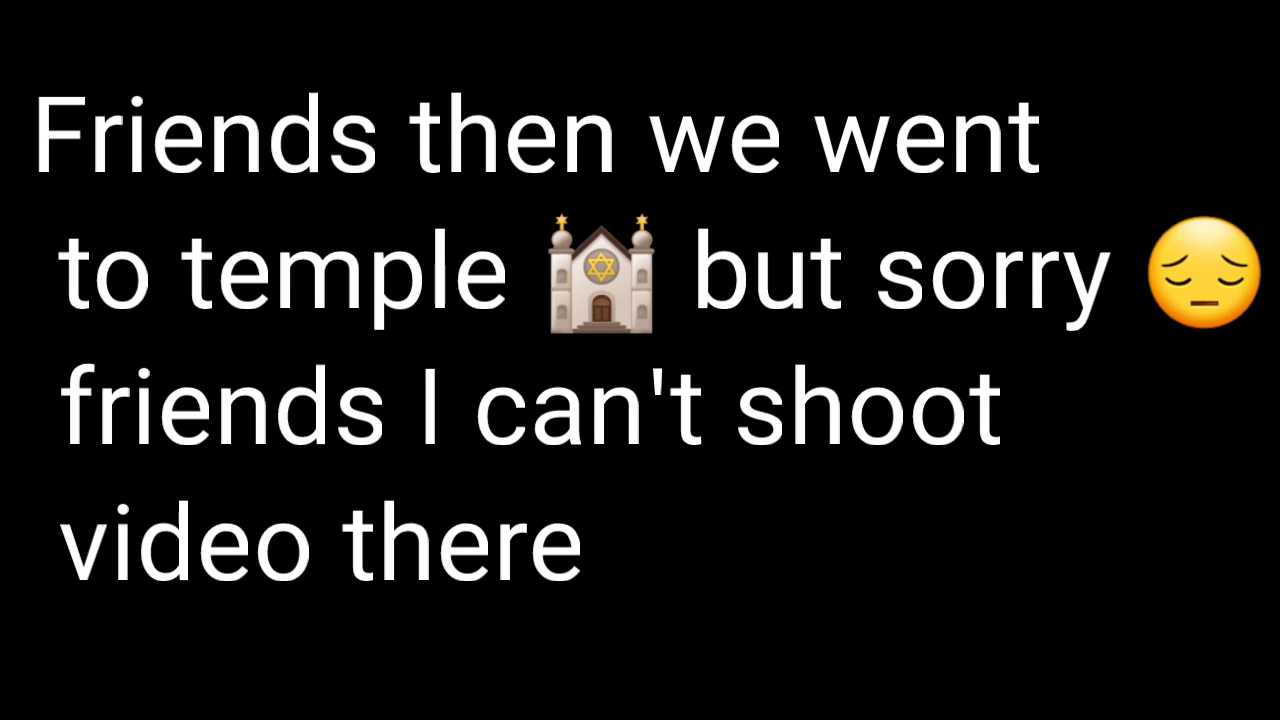 Friends then we went
to temple 🕍 but sorry 😔
friends I can't shoot
video there